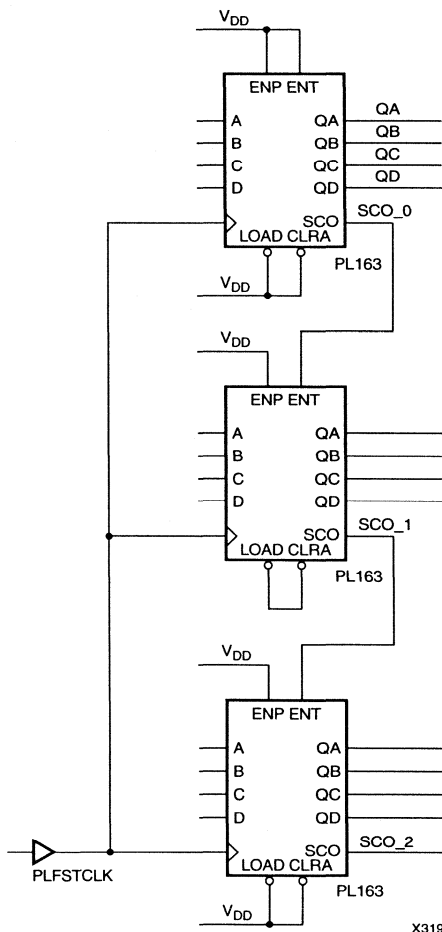 VDD
ENP ENT
A QA QA
B QB QB
C QC QC
D QD QD
SCO SCO_0
LOAD CLRA
PL163
VDD
VDD
ENP ENT
A QA
B QB
C QC
D QD
SCO SCO_1
LOAD CLRA
PL163
VDD
ENP ENT
A QA
B QB
C QC
D QD
SCO SCO_2
LOAD CLRA
PLFSTCLK
PL163
VDD
X319